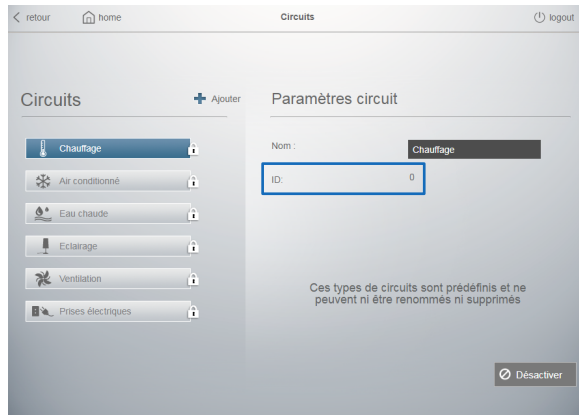 retour
home
Circuits
logout
Circuits
Ajouter
Paramètres circuit
Chauffage
Air conditionné
Eau chaude
Eclairage
Ventilation
Prises électriques
Nom :
Chauffage
ID:
0
Ces types de circuits sont prédéfinis et ne
peuvent ni être renommés ni supprimés
Désactiver